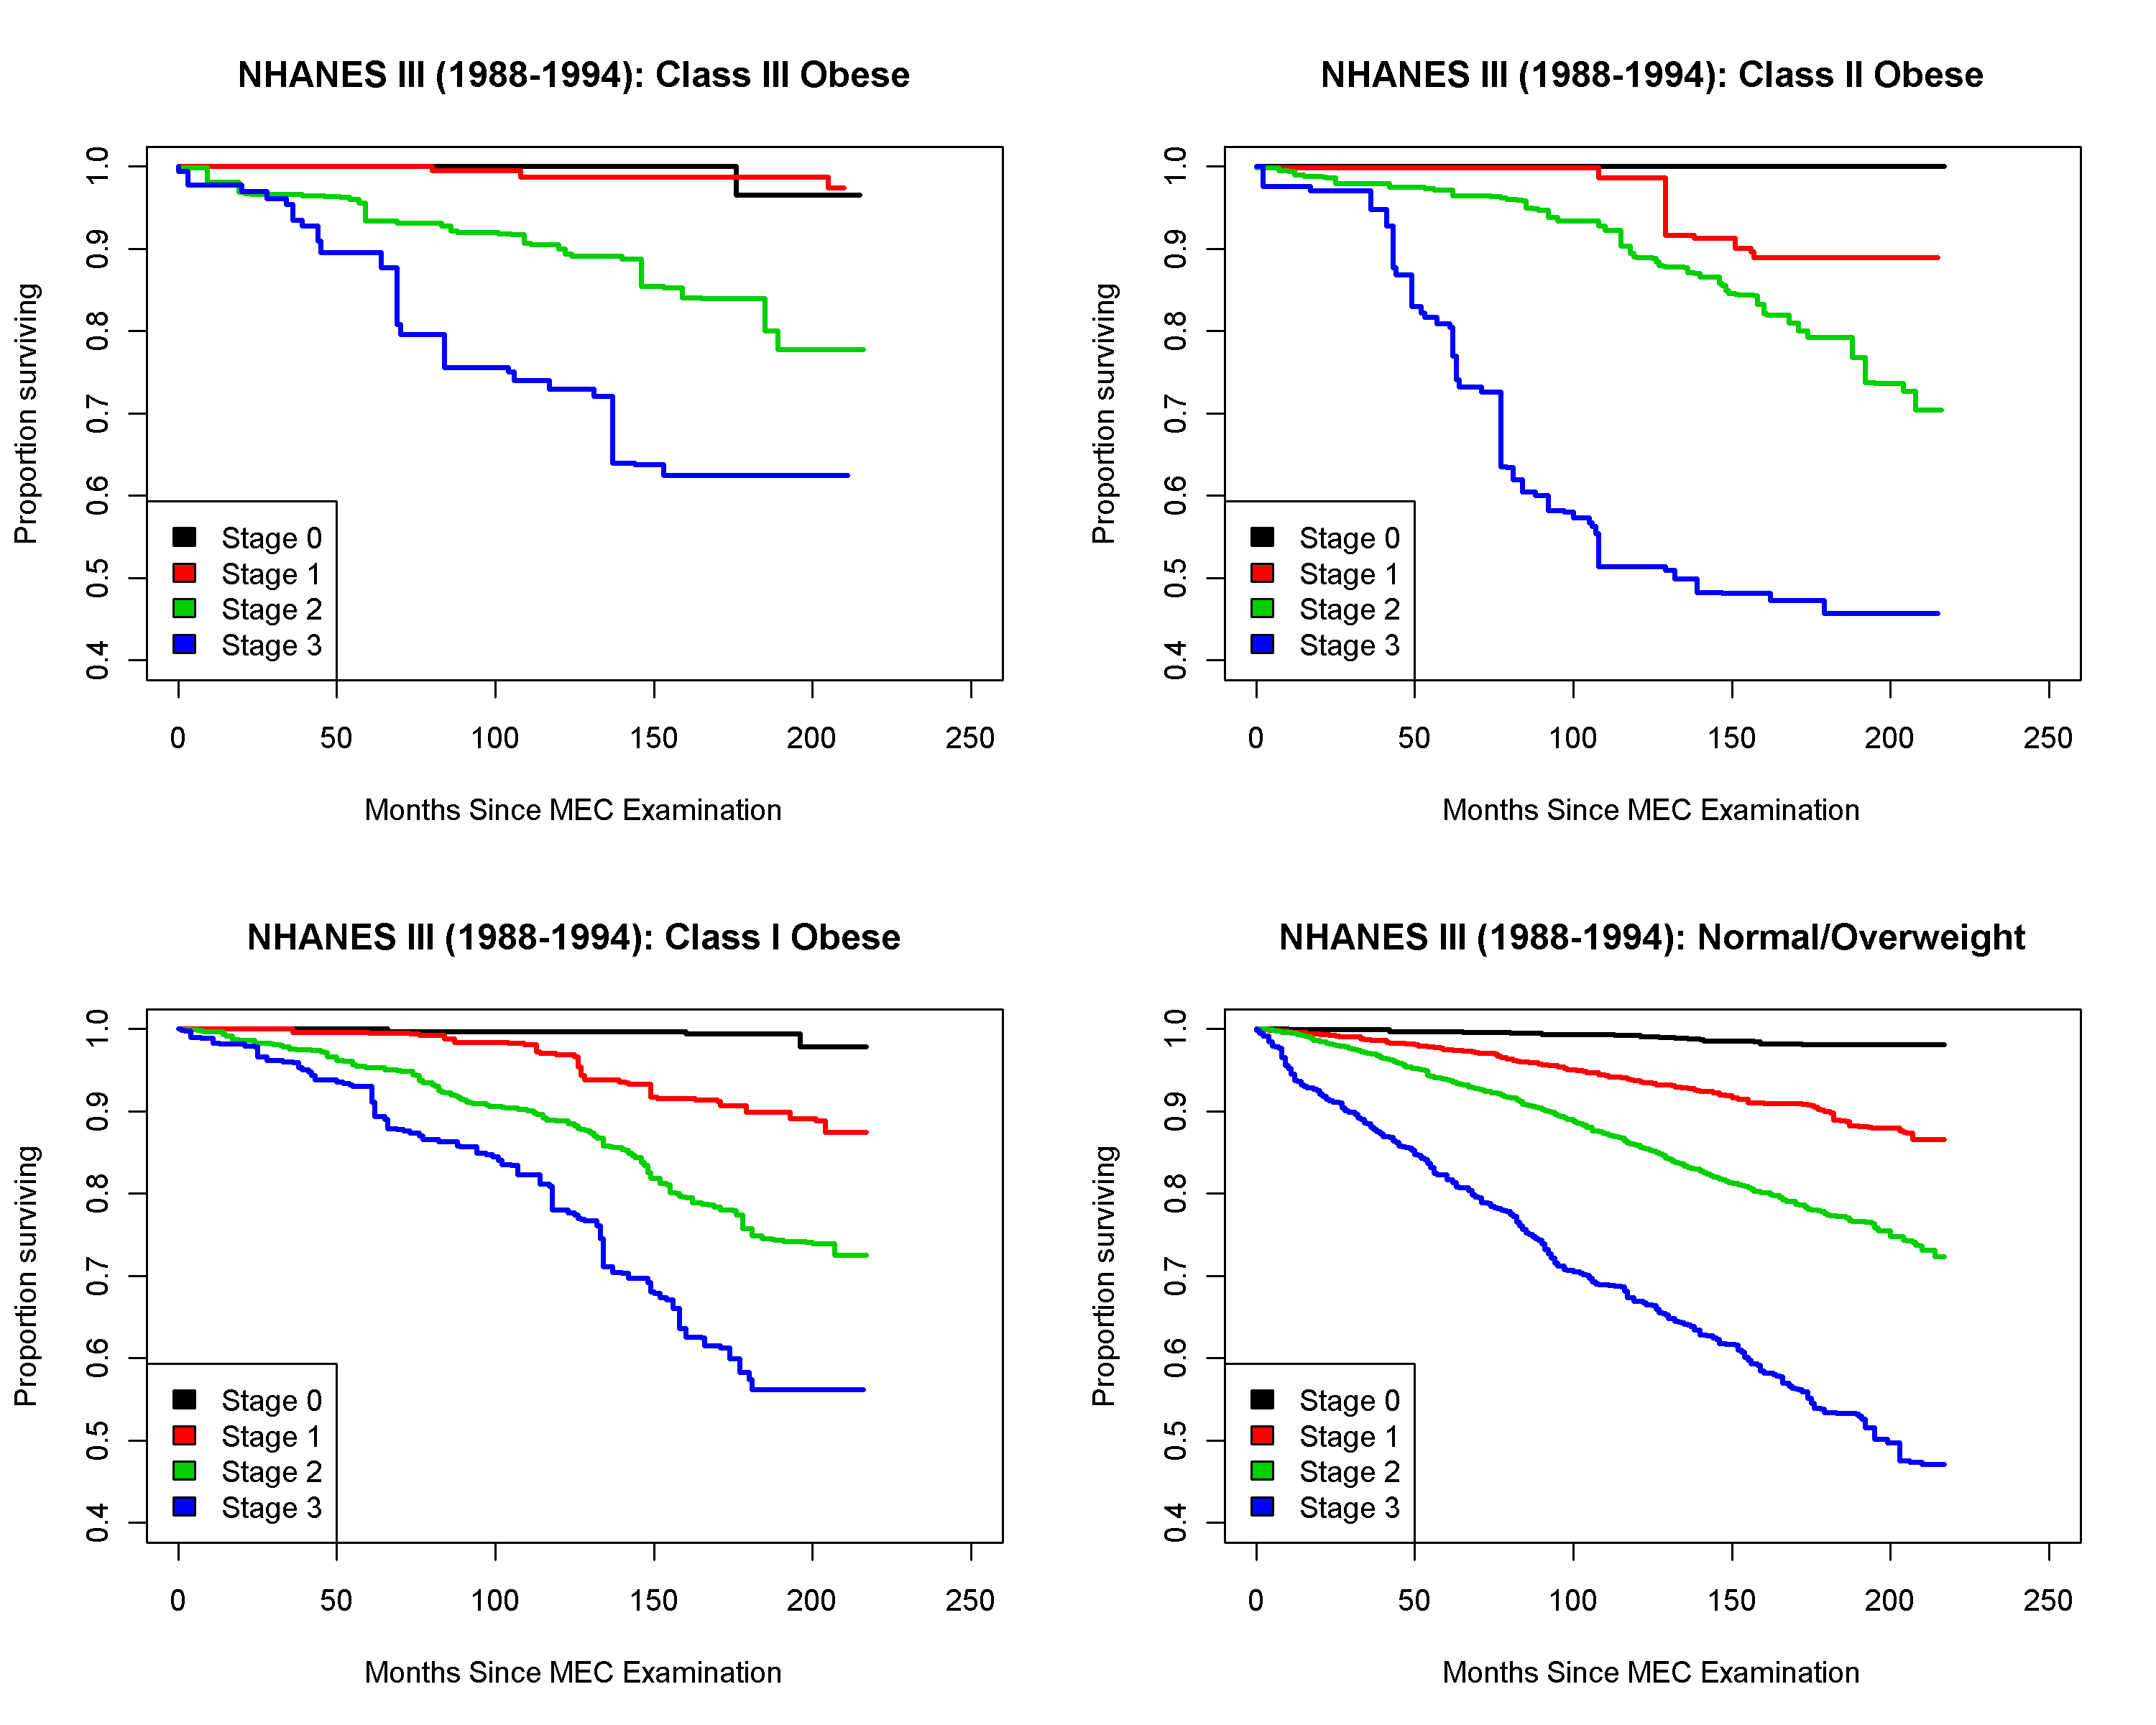 NHANES III (1988-1994): Class III Obese
Proportion surviving
1.0
0.9
0.8
0.7
0.6
0.5
0.4
Stage 0
Stage 1
Stage 2
Stage 3
0 50 100 150 200 250
Months Since MEC Examination
NHANES III (1988-1994): Class II Obese
Proportion surviving
1.0
0.9
0.8
0.7
0.6
0.5
0.4
Stage 0
Stage 1
Stage 2
Stage 3
0 50 100 150 200 250
Months Since MEC Examination
NHANES III (1988-1994): Class I Obese
Proportion surviving
1.0
0.9
0.8
0.7
0.6
0.5
0.4
Stage 0
Stage 1
Stage 2
Stage 3
0 50 100 150 200 250
Months Since MEC Examination
NHANES III (1988-1994): Normal/Overweight
Proportion surviving
1.0
0.9
0.8
0.7
0.6
0.5
0.4
Stage 0
Stage 1
Stage 2
Stage 3
0 50 100 150 200 250
Months Since MEC Examination